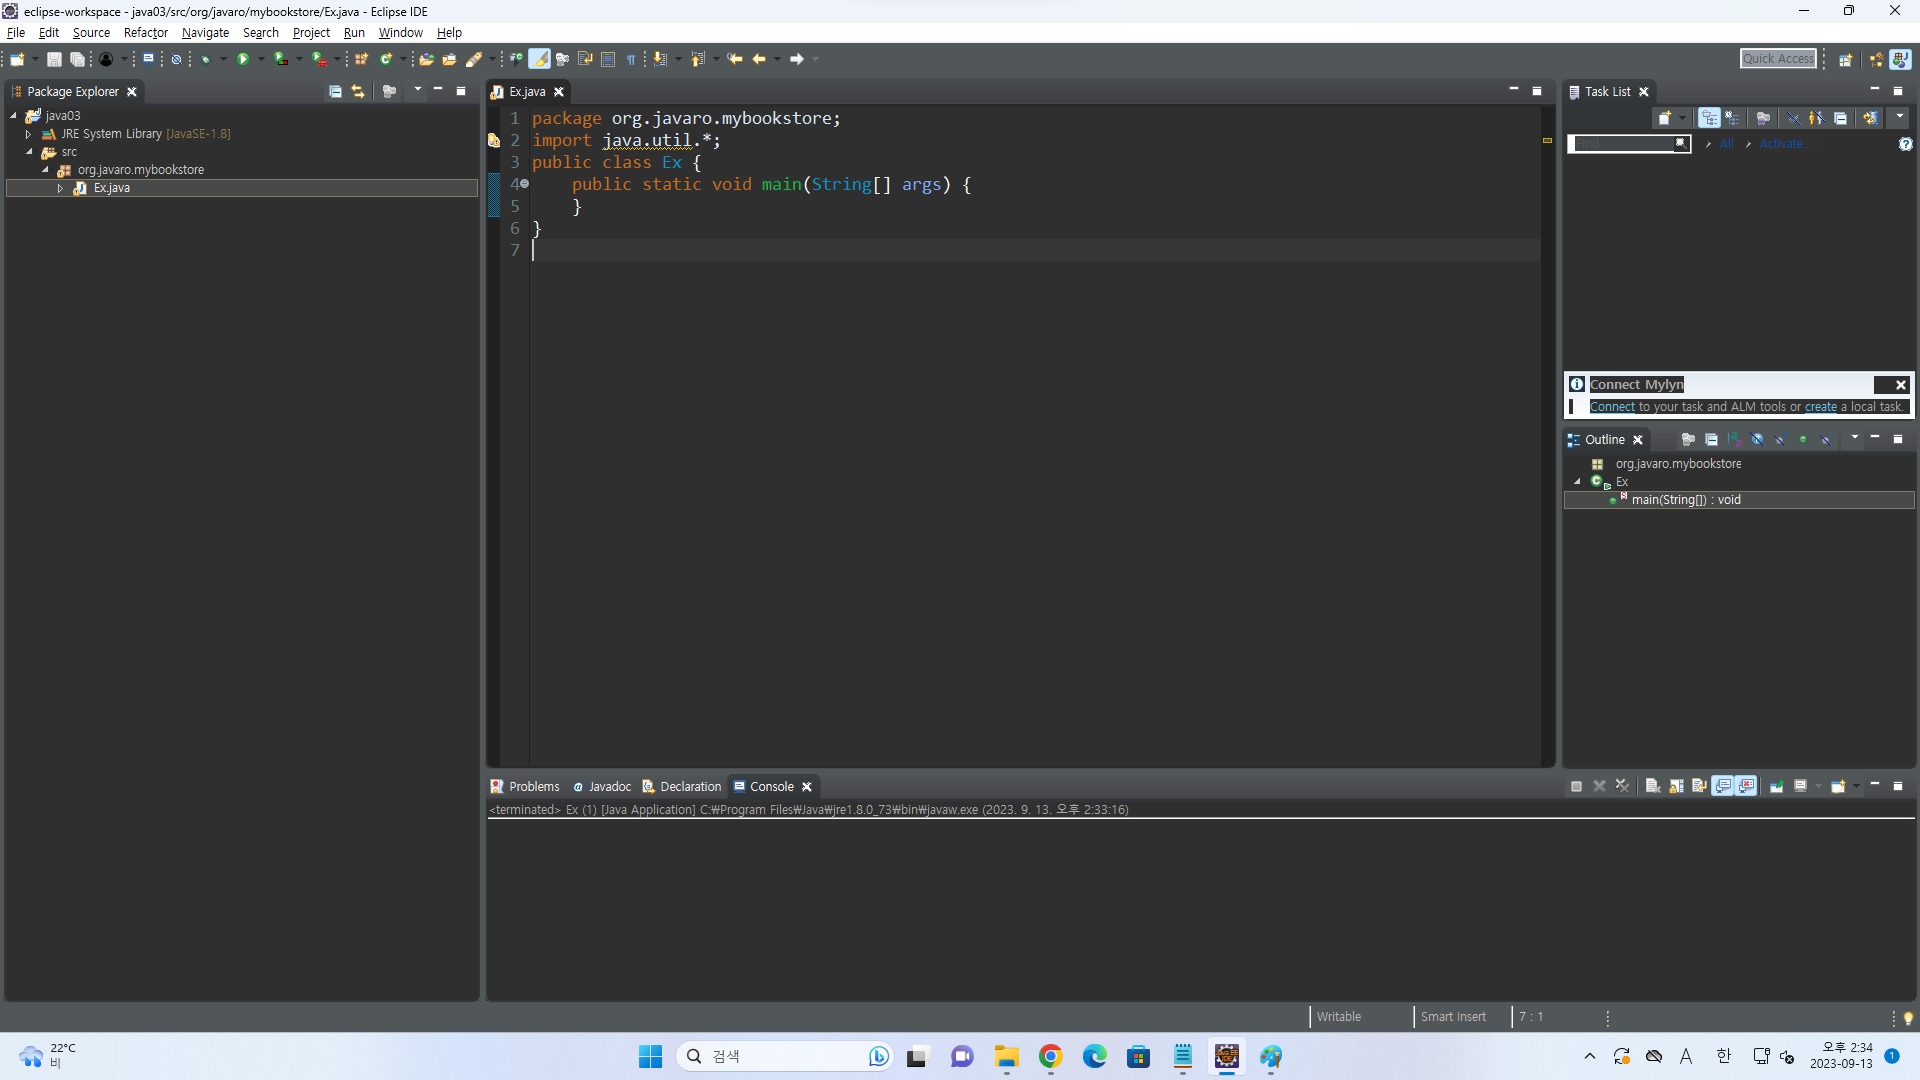 eclipse-workspace - java03/src/org/javaro/mybookstore/Ex.java - Eclipse IDE
File Edit Source Refactor Navigate Search Project Run Window Help
Quick Access
Package Explorer
java03
JRE System Library [JavaSE-1.8]
src
org.javaro.mybookstore
Ex.java
Ex.java
1 package org.javaro.mybookstore;
2 import java.util.*;
3 public class Ex {
4 public static void main(String[] args) {
5 }
6 }
7
Task List
Find All Activate...
Connect Mylyn
Connect to your task and ALM tools or create a local task.
Outline
org.javaro.mybookstore
Ex
main(String[]) : void
Problems Javadoc Declaration Console
<terminated> Ex (1) [Java Application] C:₩Program Files₩Java₩jre1.8.0_73₩bin₩javaw.exe (2023. 9. 13. 오후 2:33:16)
Writable Smart Insert 7 : 1
22°C
비
검색
A 한
오후 2:34
2023-09-13
1